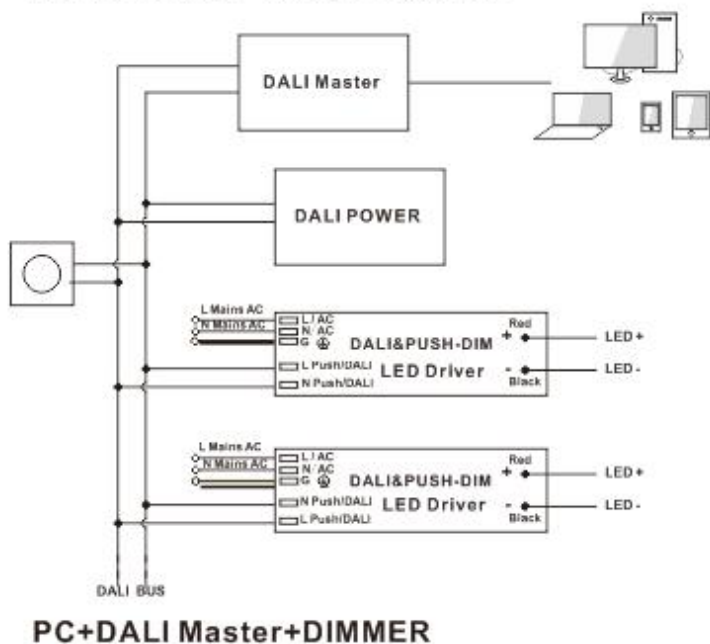 DALI Master
DALI POWER
L Mains AC
N Mains AC
L/ AC
N/ AC
G
DALI&PUSH-DIM
LED Driver
L Push/DALI
N Push/DALI
Red
+
-
Black
LED+
LED-
L Mains AC
N Mains AC
L/ AC
N/ AC
G
DALI&PUSH-DIM
LED Driver
N Push/DALI
L Push/DALI
Red
+
-
Black
LED+
LED-
DALI BUS
PC+DALI Master+DIMMER